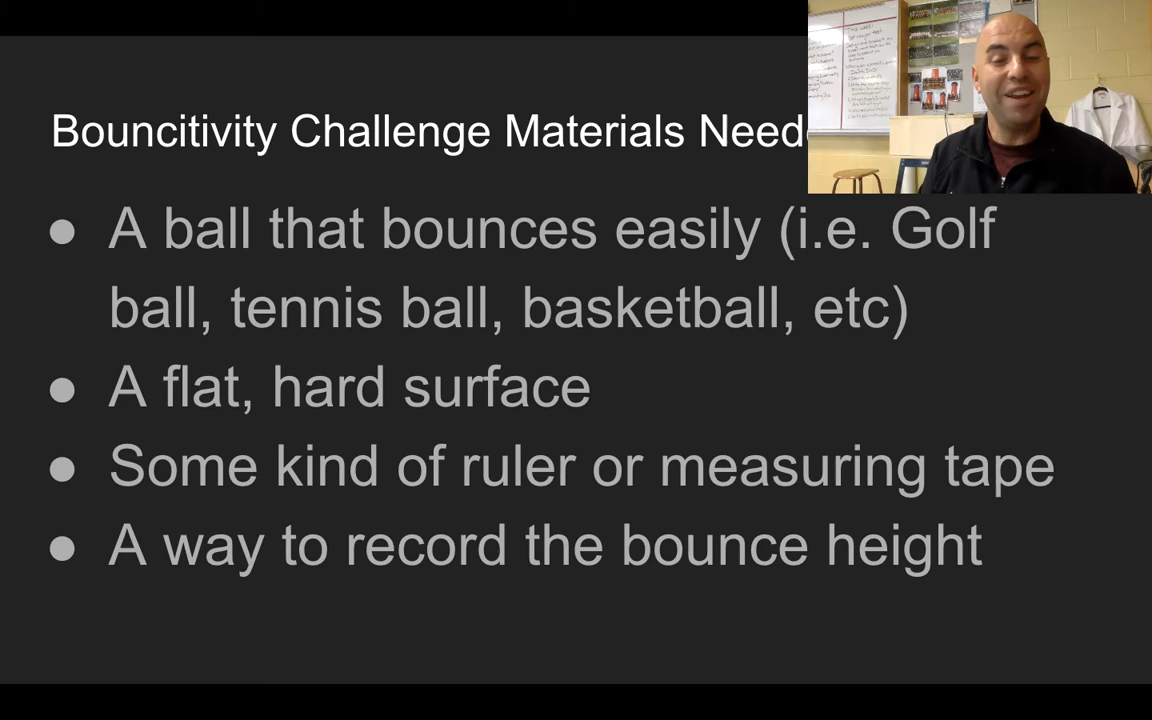 Bouncitivity Challenge Materials
● A ball that bounces easily (i.e. Golf
ball, tennis ball, basketball, etc)
● A flat, hard surface
● Some kind of ruler or measuring tape
● A way to record the bounce height